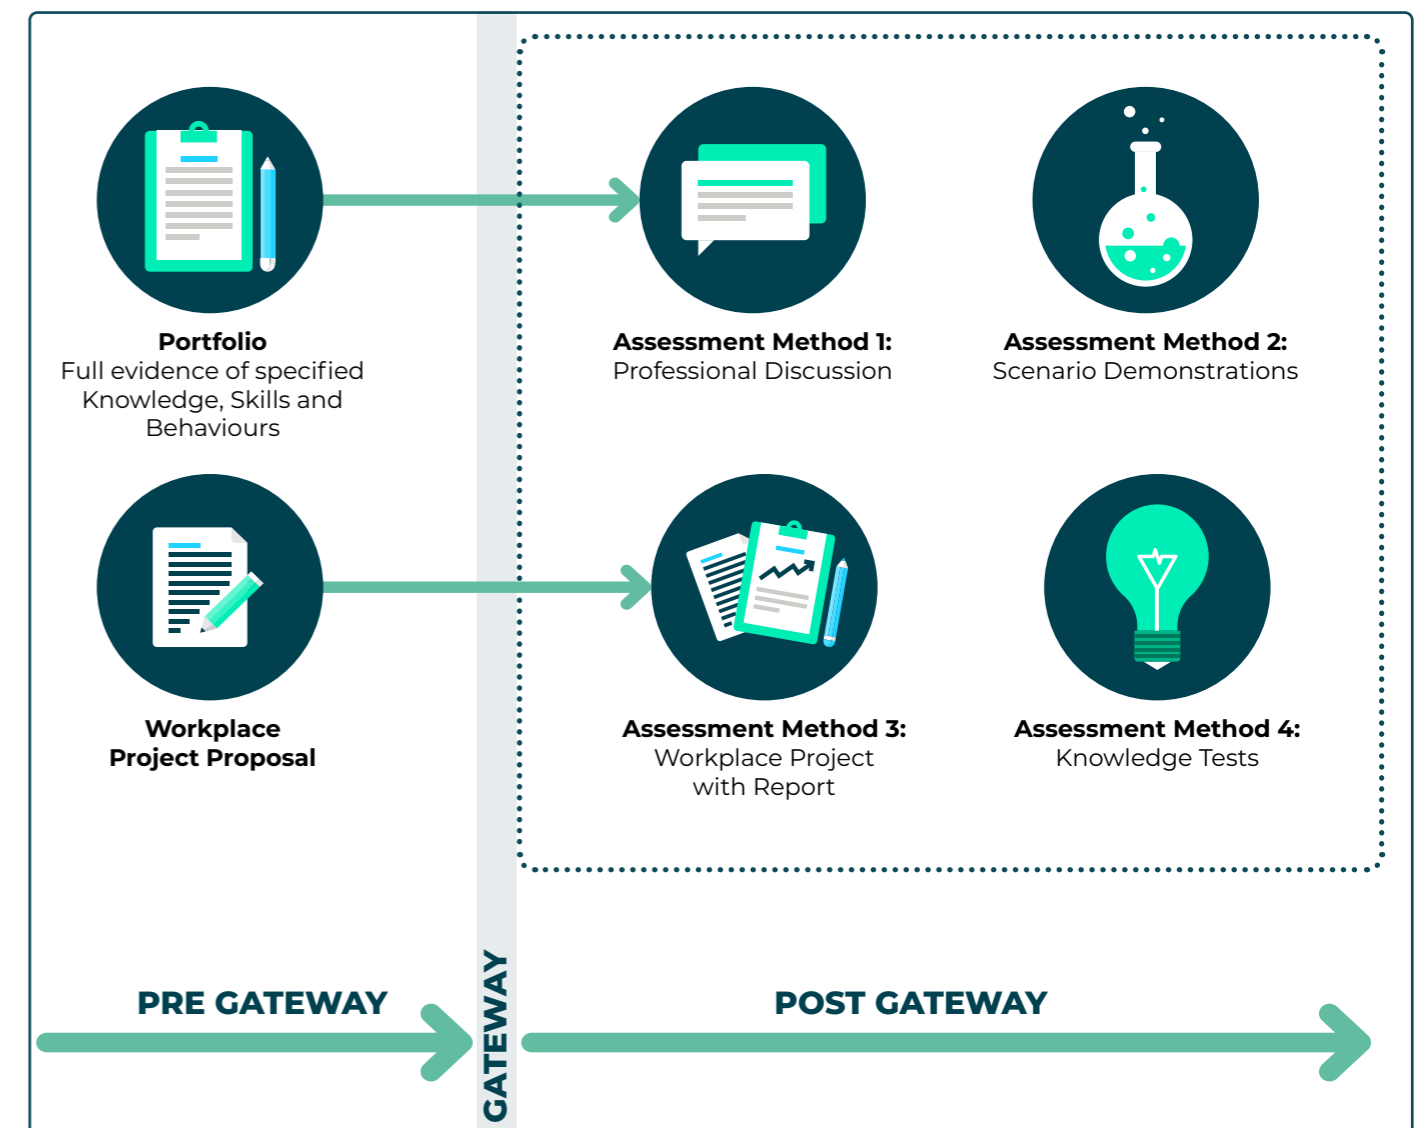 Portfolio
Full evidence of specified
Knowledge, Skills and
Behaviours
Assessment Method 1:
Professional Discussion
Assessment Method 2:
Scenario Demonstrations
Workplace
Project Proposal
Assessment Method 3:
Workplace Project
with Report
Assessment Method 4:
Knowledge Tests
PRE GATEWAY
GATEWAY
POST GATEWAY